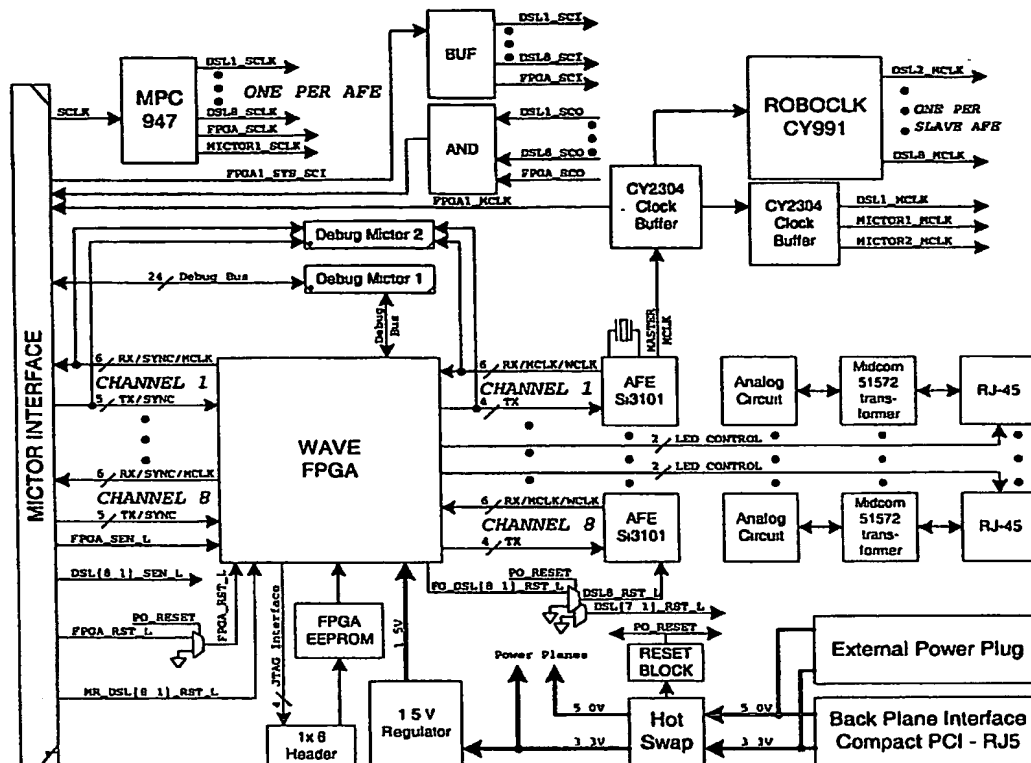 DSL1_SCI
BUF
DSL8_SCI
FPGA_SCI
DSL1_SCLK
MPC
947
ONE PER AFE
SCLK
DSL8_SCLK
FPGA_SCLK
MICTOR1_SCLK
DSL1_SCO
AND
DSL8_SCO
FPGA_SCO
FPGA1_SYS_SCI
FPGA1_MCLK
ROBOCLK
CY991
DSL2_MCLK
ONE PER
SLAVE AFE
DSL8_MCLK
CY2304
Clock
Buffer
CY2304
Clock
Buffer
DSL1_MCLK
MICTOR1_MCLK
MICTOR2_MCLK
Debug Mictor 2
24 Debug Bus
Debug Mictor 1
Debug
Bus
MASTER
MCLK
MICTOR INTERFACE
6 RX/SYNC/MCLK
CHANNEL 1
5 TX/SYNC
6 RX/SYNC/MCLK
CHANNEL 8
5 TX/SYNC
FPGA_SEN_L
DSL[8 1]_SEN_L
PO_RESET
FPGA_RST_L
FPGA_RST_L
MR_DSL[8 1]_RST_L
WAVE
FPGA
6 RX/MCLK/WCLK
CHANNEL 1
4 TX
AFE
Si3101
2 LED CONTROL
2 LED CONTROL
6 RX/MCLK/WCLK
CHANNEL 8
4 TX
AFE
Si3101
Analog
Circuit
Midcom
51572
trans-
former
RJ-45
Analog
Circuit
Midcom
51572
trans-
former
RJ-45
PO_RESET
FG_DSL[8 1]_RST_L
DSL8_RST_L
DSL[7 1]_RST_L
4 JTAG Interface
FPGA
EEPROM
1x6
Header
1 5V
1 5 V
Regulator
Power Planes
PO_RESET
RESET
BLOCK
5 0V
3 3V
Hot
Swap
5 0V
3 3V
External Power Plug
Back Plane Interface
Compact PCI - RJ5